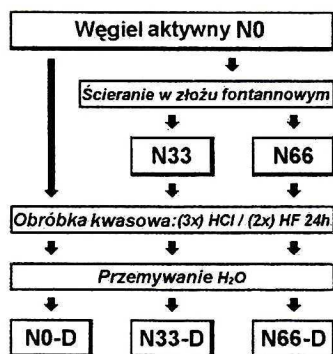 Węgiel aktywny N0
Ścieranie w złożu fontannowym
N33 N66
Obróbka kwasowa:(3x) HCl / (2x) HF 24h.
Przemywanie H₂O
N0-D N33-D N66-D